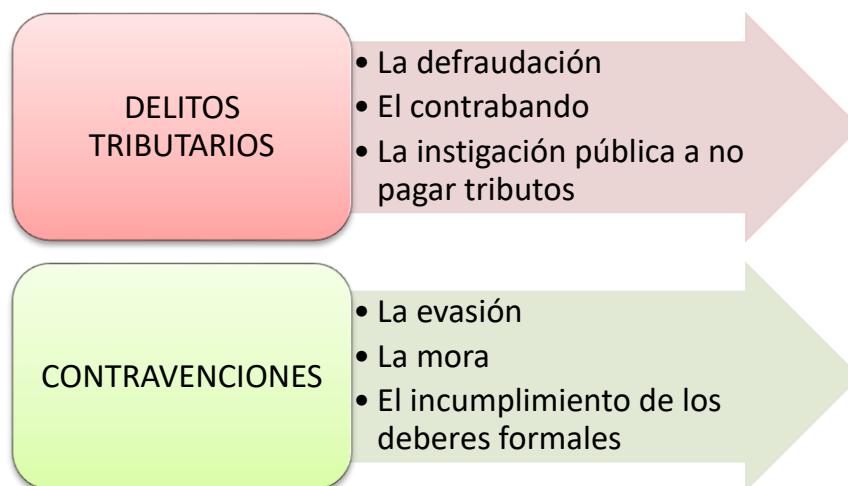 DELITOS
TRIBUTARIOS
• La defraudación
• El contrabando
• La instigación pública a no
pagar tributos
CONTRAVENCIONES
• La evasión
• La mora
• El incumplimiento de los
deberes formales